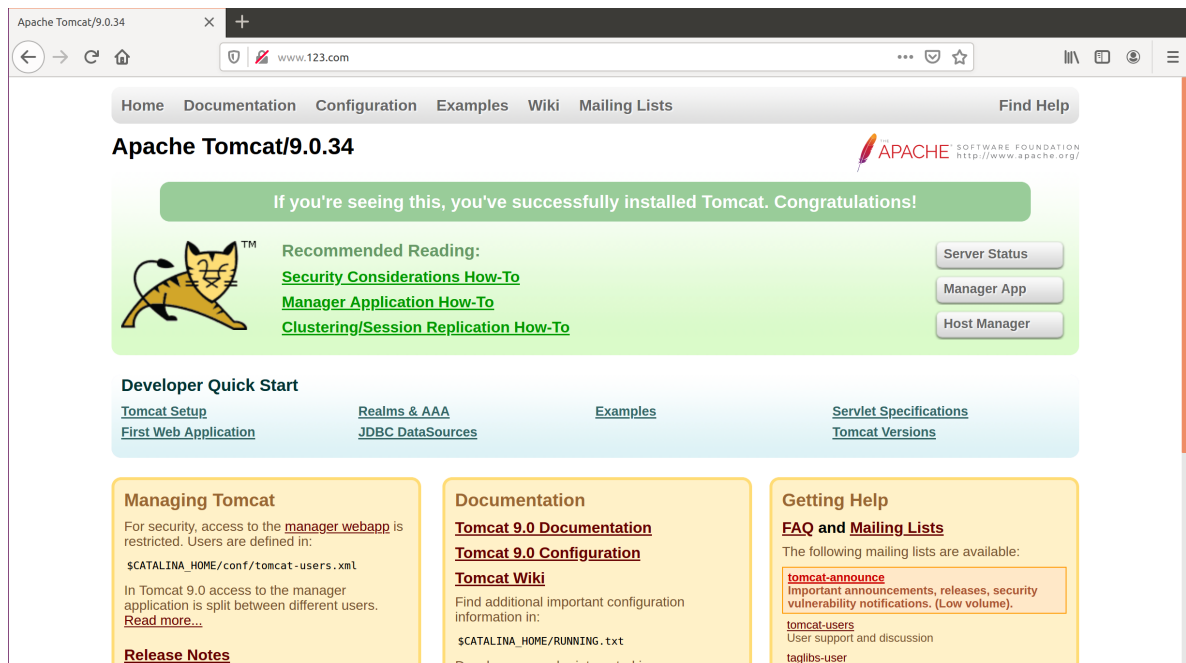 Apache Tomcat/9.0.34
www.123.com
Home Documentation Configuration Examples Wiki Mailing Lists Find Help
Apache Tomcat/9.0.34
THE APACHE SOFTWARE FOUNDATION
http://www.apache.org/
If you're seeing this, you've successfully installed Tomcat. Congratulations!
TM
Recommended Reading:
Security Considerations How-To
Manager Application How-To
Clustering/Session Replication How-To
Server Status
Manager App
Host Manager
Developer Quick Start
Tomcat Setup
First Web Application
Realms & AAA
JDBC DataSources
Examples
Servlet Specifications
Tomcat Versions
Managing Tomcat
For security, access to the manager webapp is
restricted. Users are defined in:
$CATALINA_HOME/conf/tomcat-users.xml
In Tomcat 9.0 access to the manager
application is split between different users.
Read more...
Release Notes
Documentation
Tomcat 9.0 Documentation
Tomcat 9.0 Configuration
Tomcat Wiki
Find additional important configuration
information in:
$CATALINA_HOME/RUNNING.txt
Getting Help
FAQ and Mailing Lists
The following mailing lists are available:
tomcat-announce
Important announcements, releases, security
vulnerability notifications. (Low volume).
tomcat-users
User support and discussion
taglibs-user